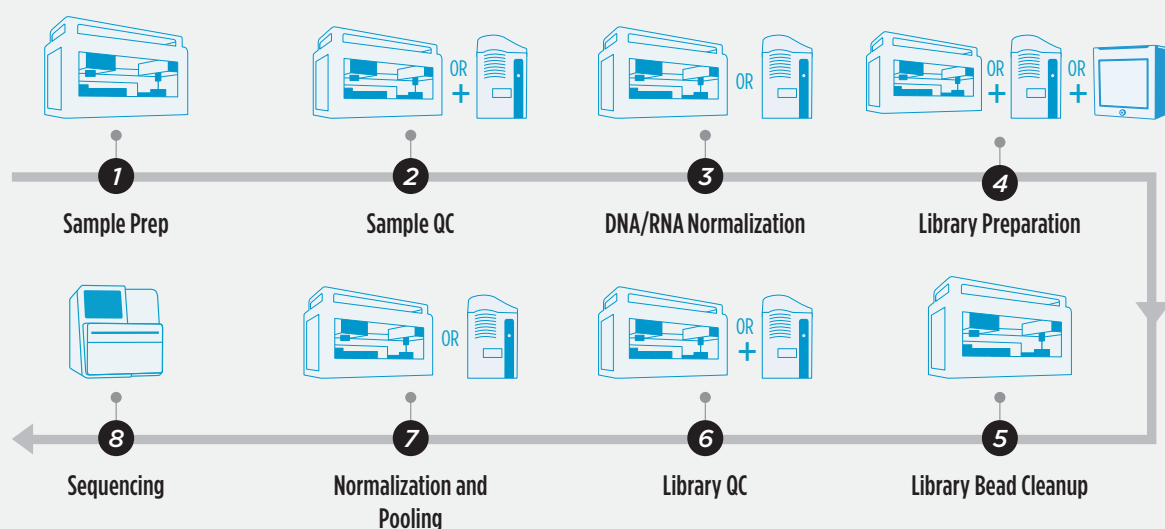 OR
+
OR
OR
+
OR
+
1
2
3
4
Sample Prep
Sample QC
DNA/RNA Normalization
Library Preparation
OR
OR
+
8
7
6
5
Sequencing
Normalization and
Pooling
Library QC
Library Bead Cleanup